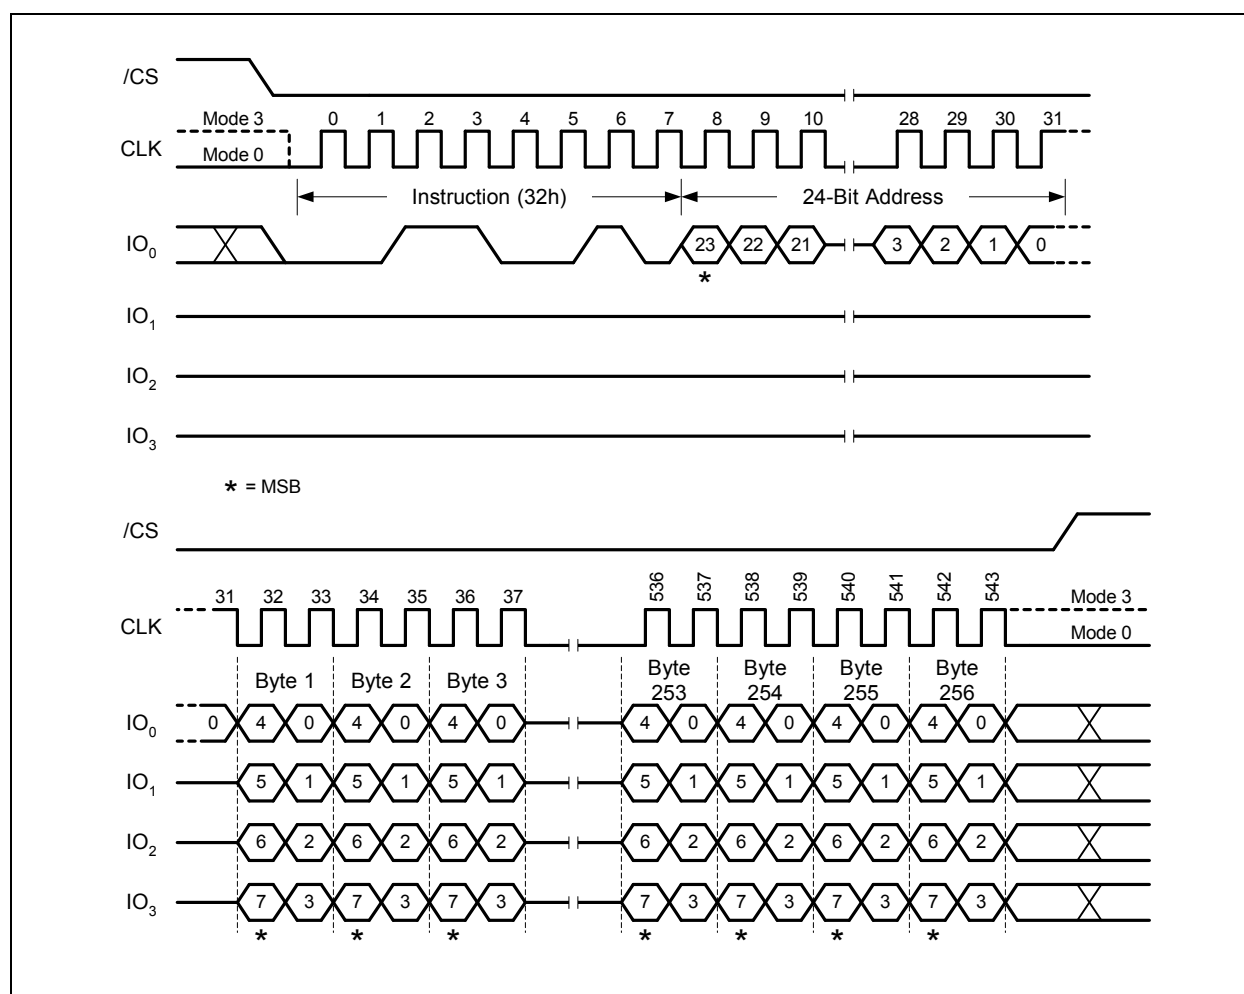 /CS
Mode 3 0 1 2 3 4 5 6 7 8 9 10 28 29 30 31
CLK
Mode 0
Instruction (32h) 24-Bit Address
IO0 23 22 21 3 2 1 0
*
IO1
IO2
IO3
* = MSB
/CS
31 32 33 34 35 36 37 536 537 538 539 540 541 542 543 Mode 3
CLK
Mode 0
Byte 1 Byte 2 Byte 3 Byte 253 Byte 254 Byte 255 Byte 256
IO0 0 4 0 4 0 4 0 4 0 4 0 4 0 4 0
IO1 5 1 5 1 5 1 5 1 5 1 5 1 5 1
IO2 6 2 6 2 6 2 6 2 6 2 6 2 6 2
IO3 7 3 7 3 7 3 7 3 7 3 7 3 7 3
* * * * * * *